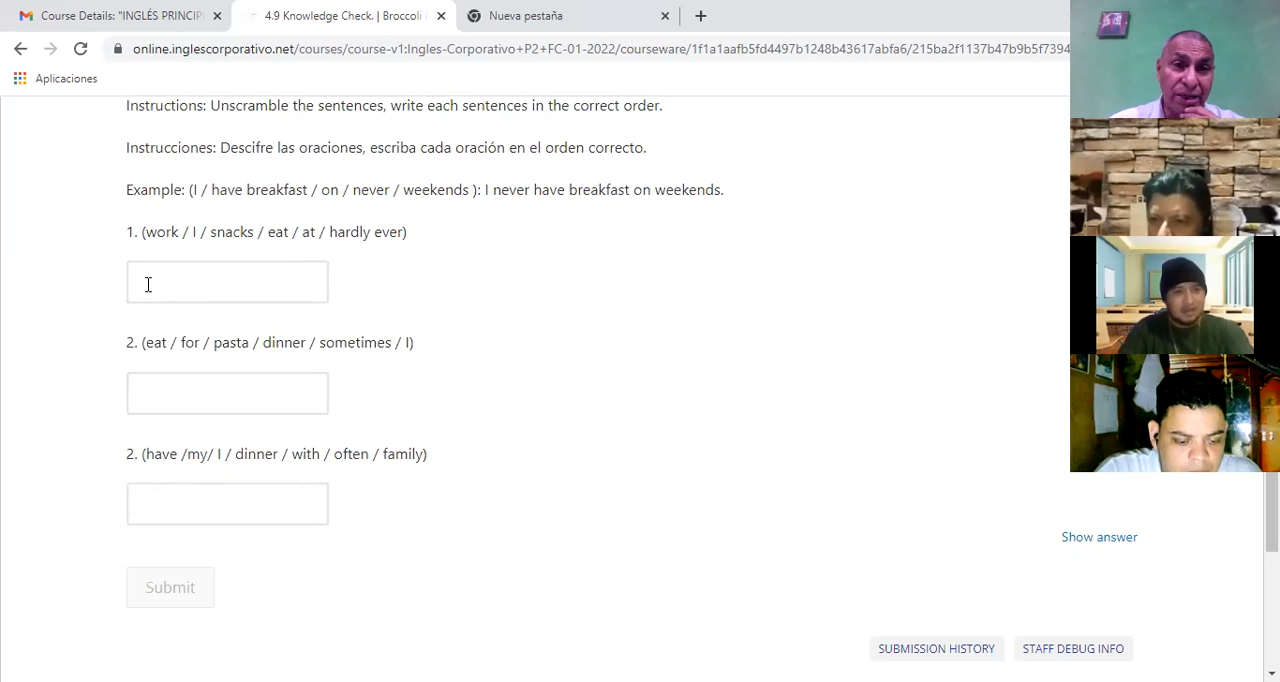 Course Details: "INGLÉS PRINCIPI
4.9 Knowledge Check. | Broccoli
Nueva pestaña
online.inglescorporativo.net/courses/course-v1:Ingles-Corporativo+P2+FC-01-2022/courseware/1f1a1aafb5fd4497b1248b43617abfa6/215ba2f1137b47b9b5f7394
Aplicaciones
Instructions: Unscramble the sentences, write each sentences in the correct order.
Instrucciones: Descifre las oraciones, escriba cada oración en el orden correcto.
Example: (I / have breakfast / on / never / weekends ): I never have breakfast on weekends.
1. (work / I / snacks / eat / at / hardly ever)
2. (eat / for / pasta / dinner / sometimes / I)
2. (have /my/ I / dinner / with / often / family)
Show answer
Submit
SUBMISSION HISTORY
STAFF DEBUG INFO